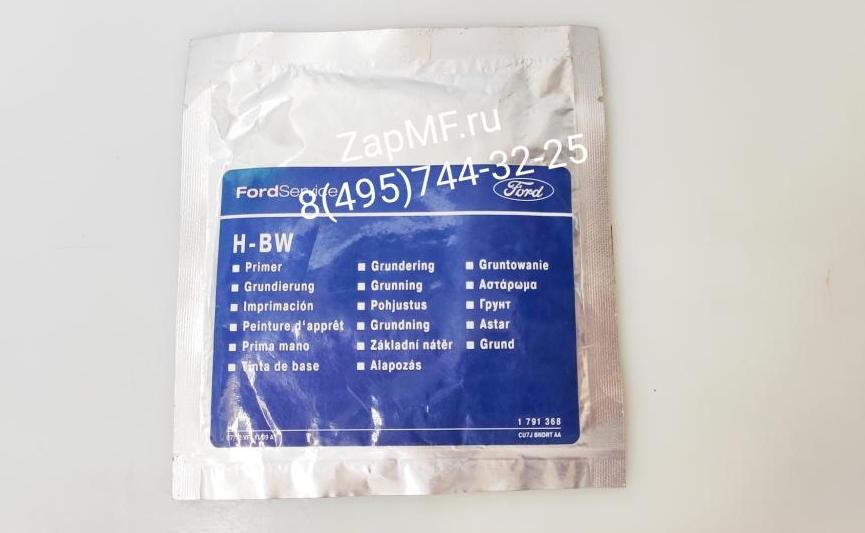 ZapMF.ru
8(495)744-32-25
FordService
Ford
H-BW
■ Primer
■ Grundierung
■ Imprimación
■ Peinture d'apprêt
■ Prima mano
■ Tinta de base
■ Grundering
■ Grunning
■ Pohjustus
■ Grundning
■ Základní nátěr
■ Alapozás
■ Gruntowanie
■ Αστάρωμα
■ Грунт
■ Astar
■ Grund
1 791 368
CU7J BNDRT AA